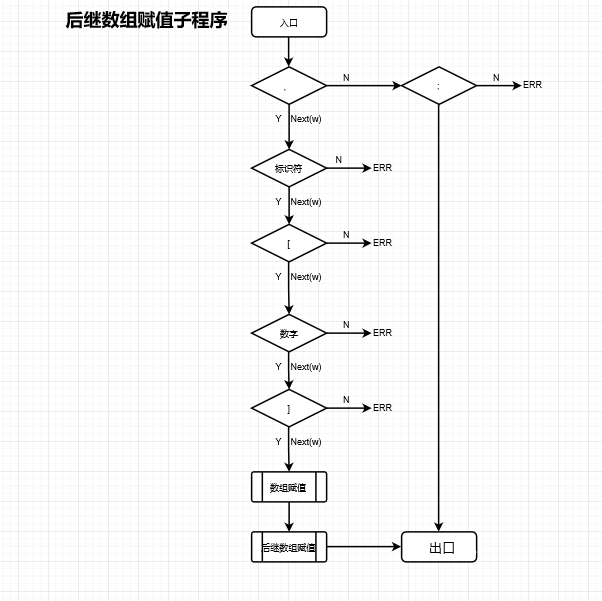 后继数组赋值子程序
入口
,
N
;
N
ERR
Y
Next(w)
标识符
N
ERR
Y
Next(w)
[
N
ERR
Y
Next(w)
数字
N
ERR
Y
Next(w)
]
N
ERR
Y
Next(w)
数组赋值
后继数组赋值
出口